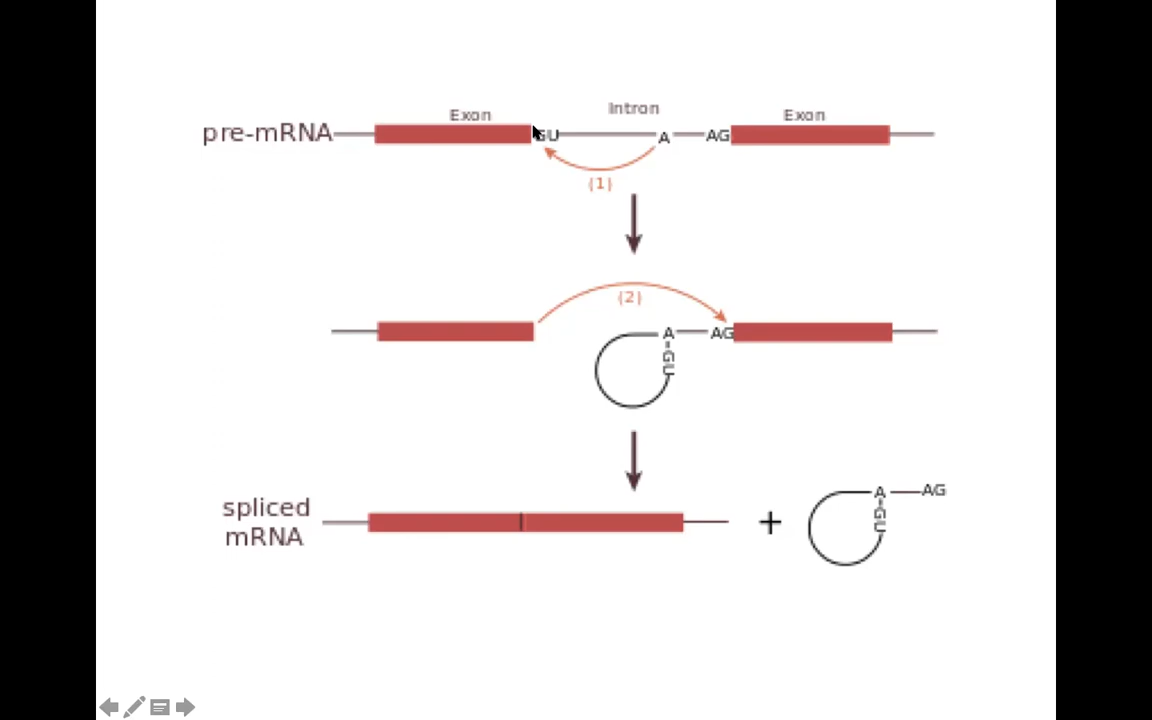 Exon Intron Exon
pre-mRNA GU A AG
(1)
(2)
A AG
GU
spliced
mRNA
+
A AG
GU